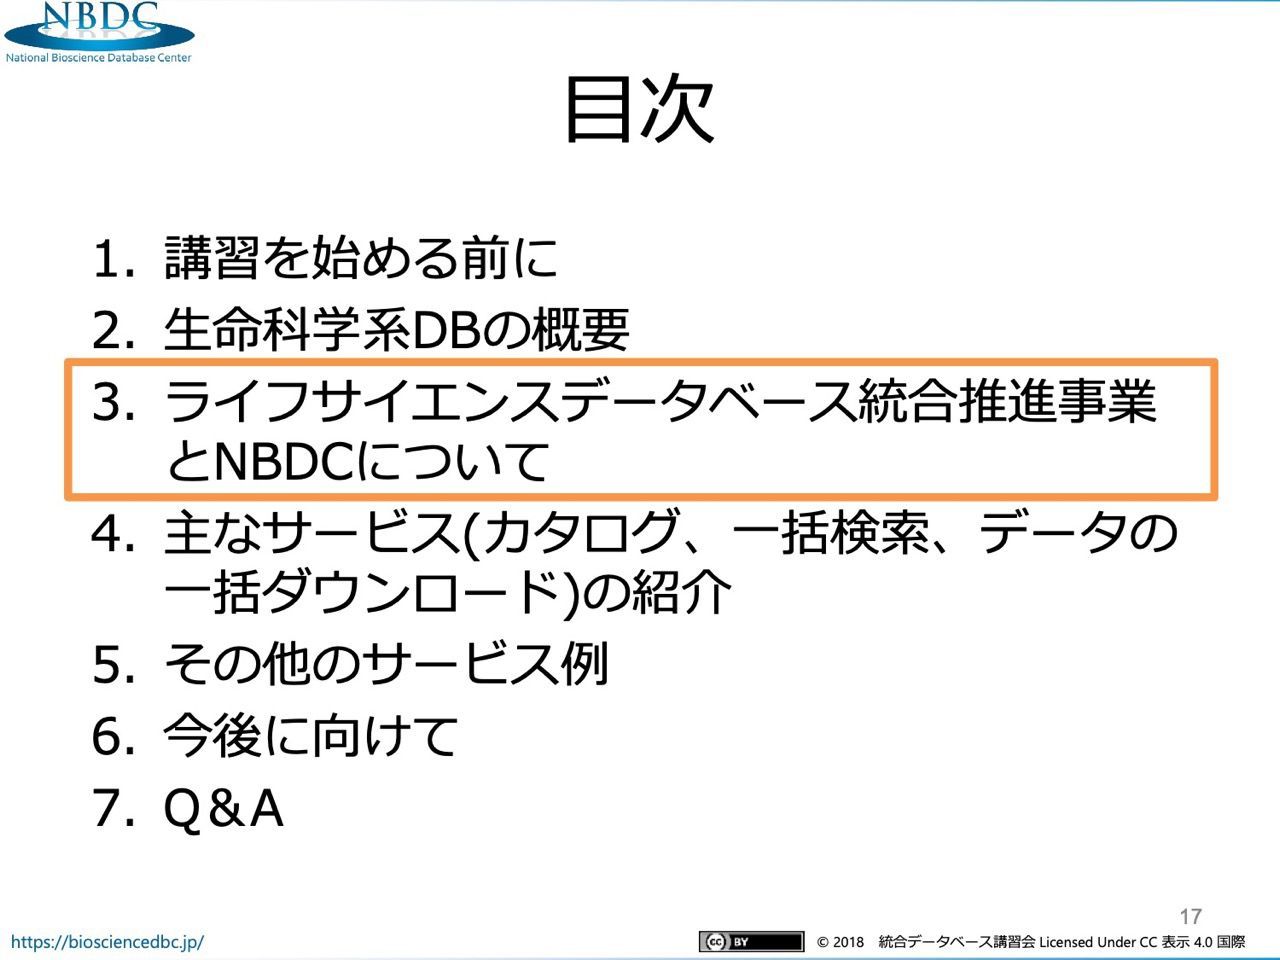 NBDC
National Bioscience Database Center
目次
1. 講習を始める前に
2. 生命科学系DBの概要
3. ライフサイエンスデータベース統合推進事業
とNBDCについて
4. 主なサービス(カタログ、一括検索、データの
一括ダウンロード)の紹介
5. その他のサービス例
6. 今後に向けて
7. Q&A
17
https://biosciencedbc.jp/
cc BY © 2018 統合データベース講習会 Licensed Under CC 表示 4.0 国際